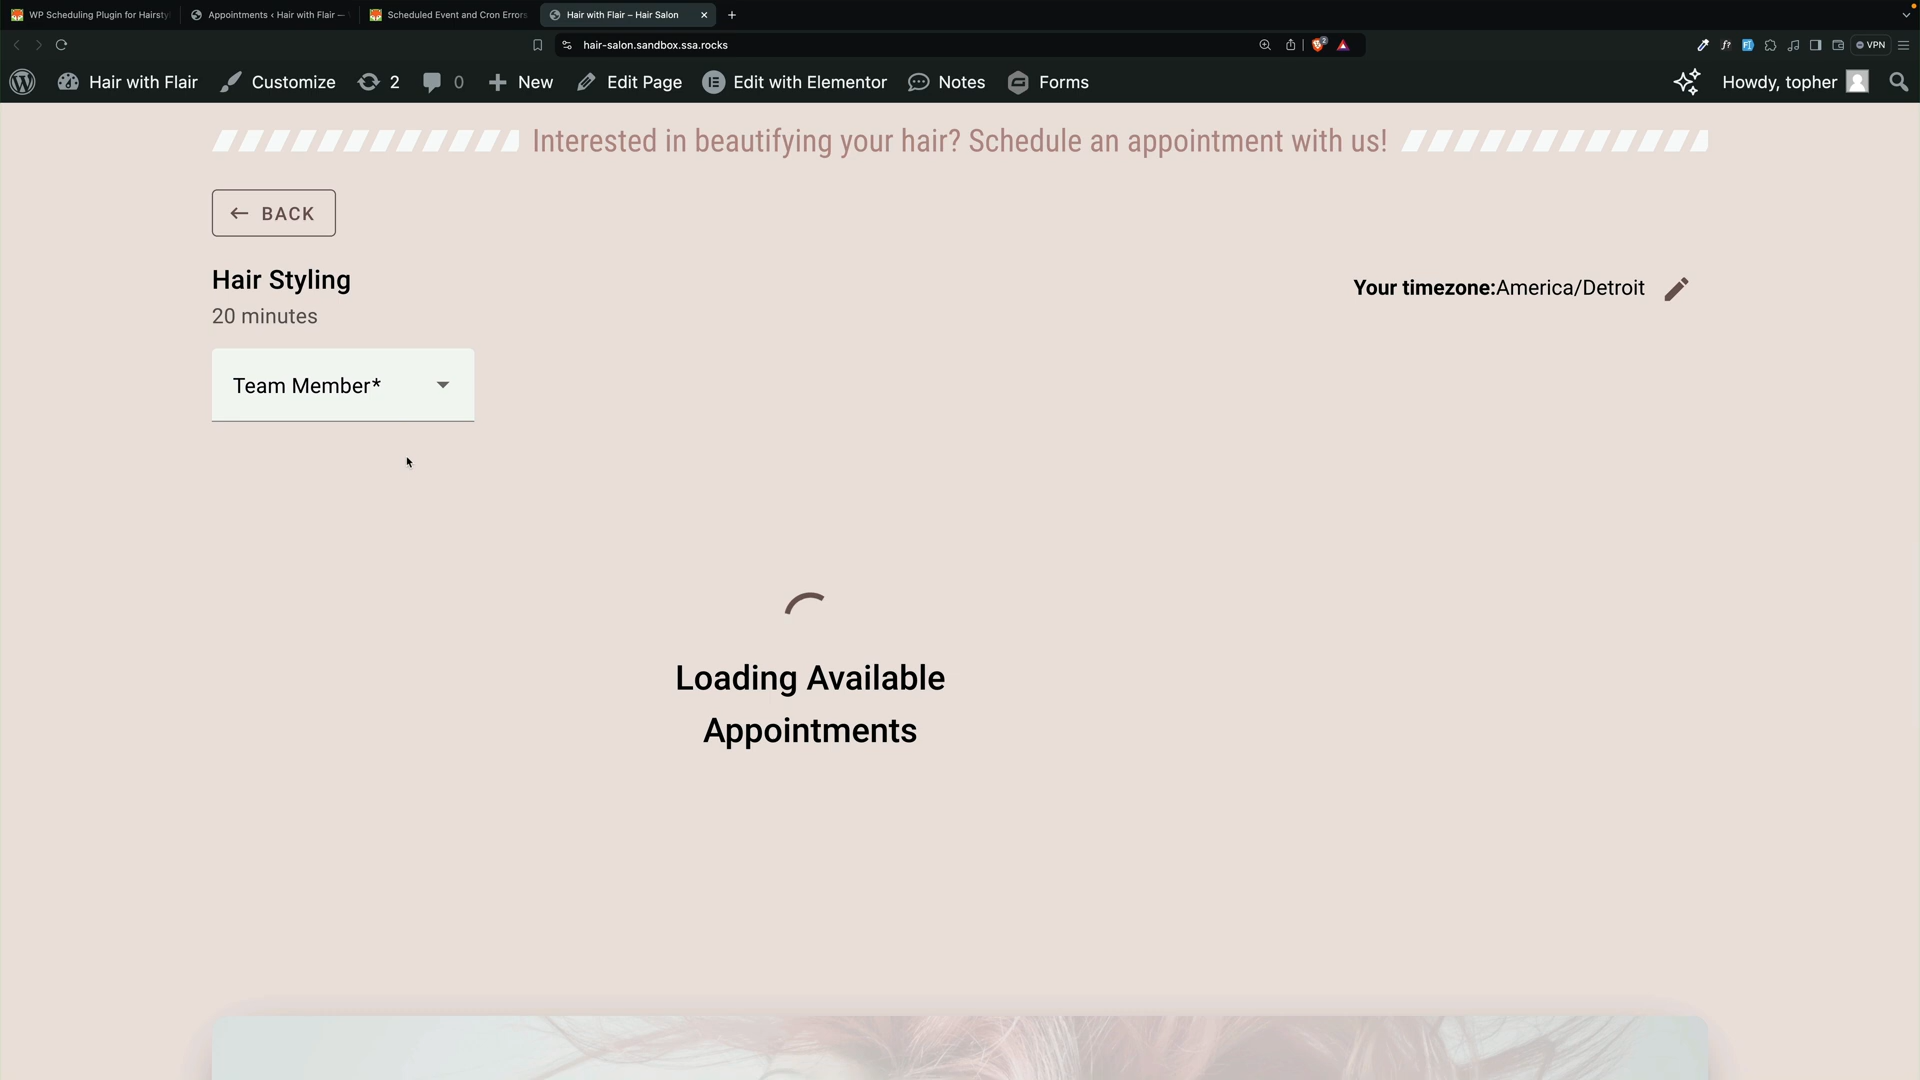 WP Scheduling Plugin for Hairsty
Appointments ‹ Hair with Flair —
Scheduled Event and Cron Errors
Hair with Flair – Hair Salon
hair-salon.sandbox.ssa.rocks
VPN
Hair with Flair
Customize
2
0
New
Edit Page
Edit with Elementor
Notes
Forms
Howdy, topher
Interested in beautifying your hair? Schedule an appointment with us!
← BACK
Hair Styling
20 minutes
Your timezone:America/Detroit
Team Member*
Loading Available
Appointments